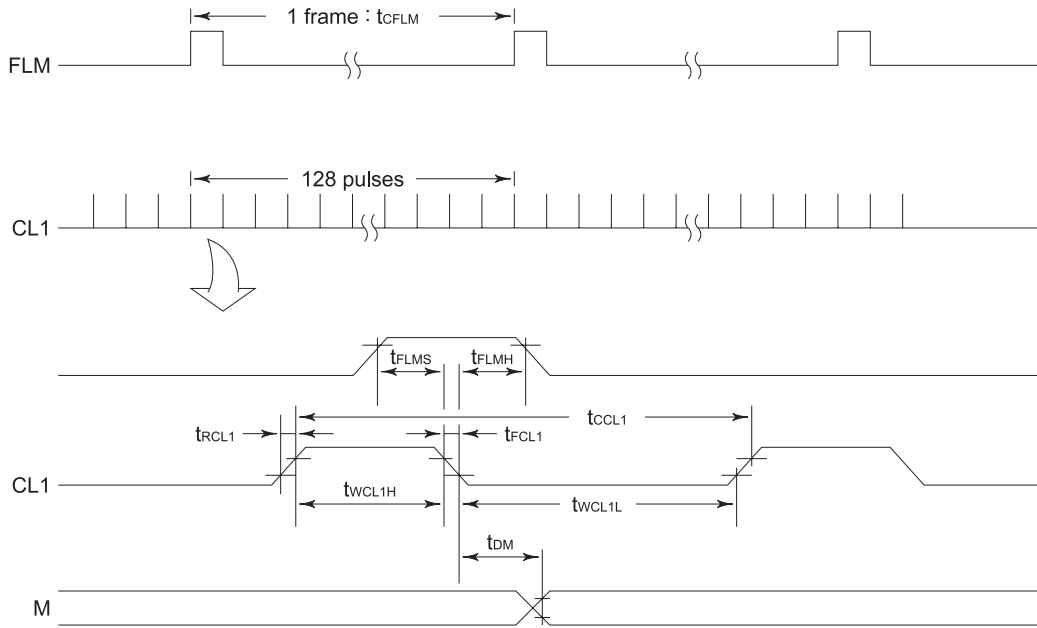 1 frame : tCFLM
FLM
128 pulses
CL1
tFLMS tFLMH
tCCL1
tRCL1 tFCL1
CL1
tWCL1H tWCL1L
tDM
M